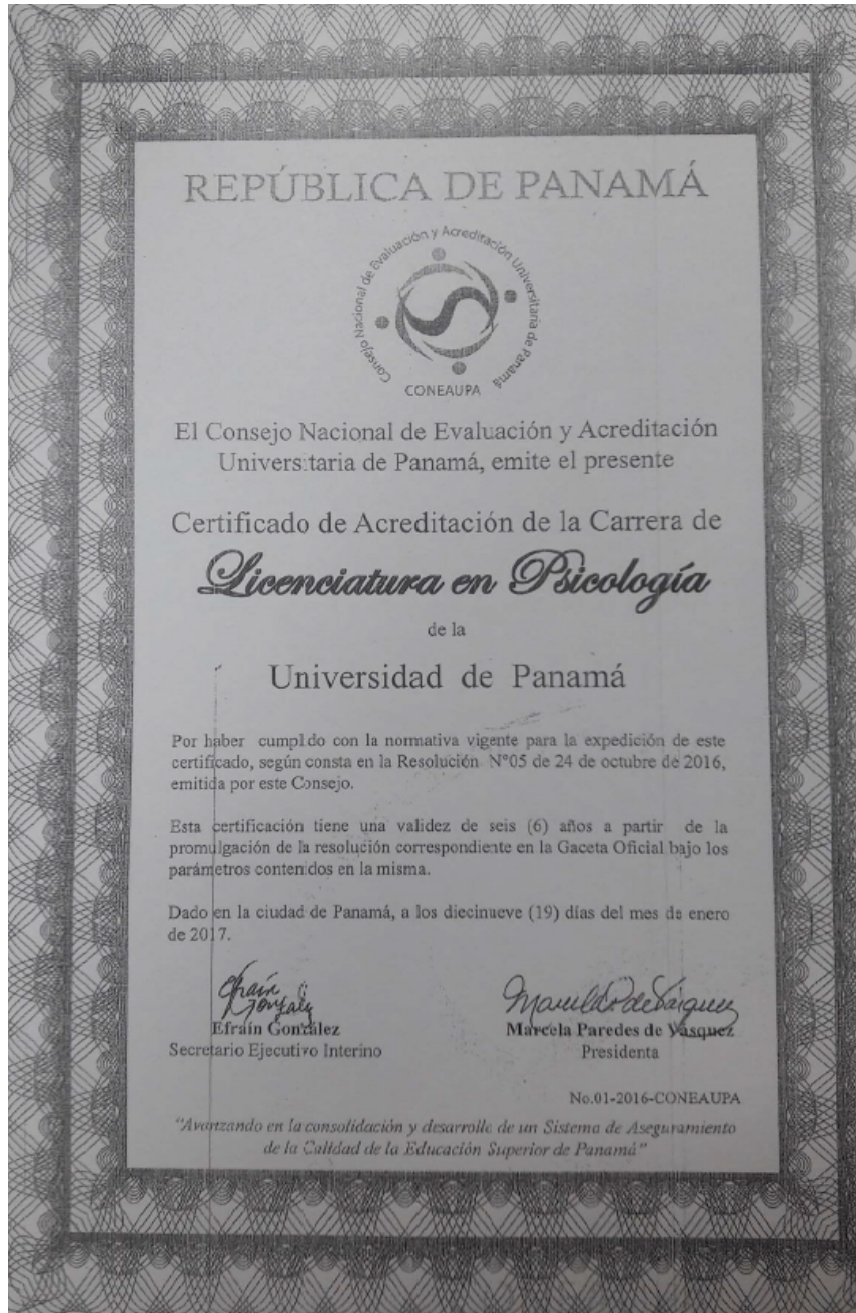 REPÚBLICA DE PANAMÁ
Consejo Nacional de Evaluación y Acreditación Universitaria de Panamá
CONEAUPA
El Consejo Nacional de Evaluación y Acreditación
Universitaria de Panamá, emite el presente
Certificado de Acreditación de la Carrera de
Licenciatura en Psicología
de la
Universidad de Panamá
Por haber cumplido con la normativa vigente para la expedición de este
certificado, según consta en la Resolución N°05 de 24 de octubre de 2016,
emitida por este Consejo.
Esta certificación tiene una validez de seis (6) años a partir de la
promulgación de la resolución correspondiente en la Gaceta Oficial bajo los
parámetros contenidos en la misma.
Dado en la ciudad de Panamá, a los diecinueve (19) días del mes de enero
de 2017.
Efraín
González
Efraín González
Secretario Ejecutivo Interino
Marcela Paredes de Vásquez
Presidenta
No.01-2016-CONEAUPA
"Avanzando en la consolidación y desarrollo de un Sistema de Aseguramiento
de la Calidad de la Educación Superior de Panamá"